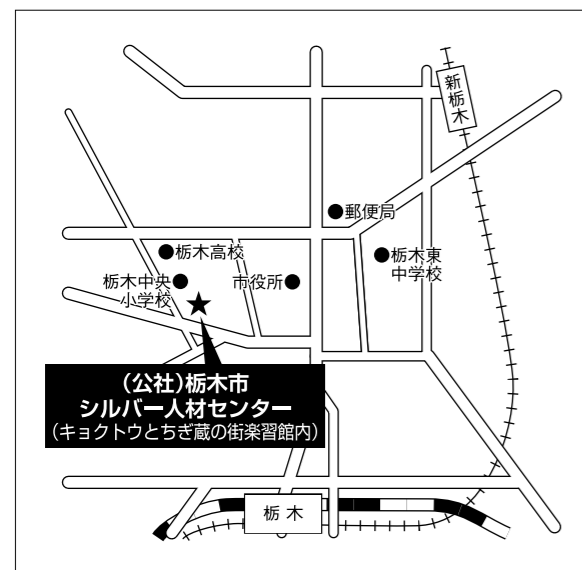 新栃木
郵便局
栃木高校
栃木東
中学校
栃木中央
小学校
市役所
(公社)栃木市
シルバー人材センター
(キョクトウとちぎ蔵の街楽習館内)
栃木